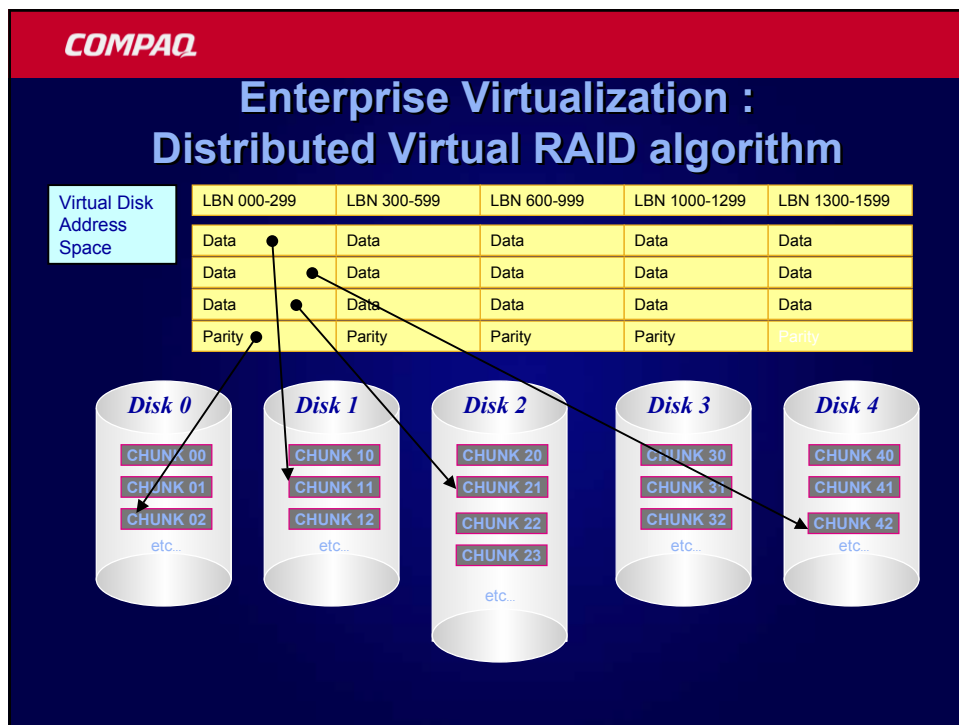 COMPAQ
Enterprise Virtualization :
Distributed Virtual RAID algorithm
Virtual Disk
Address
Space
LBN 000-299 LBN 300-599 LBN 600-999 LBN 1000-1299 LBN 1300-1599
Data Data Data Data Data
Data Data Data Data Data
Data Data Data Data Data
Parity Parity Parity Parity Parity
Disk 0 Disk 1 Disk 2 Disk 3 Disk 4
CHUNK 00 CHUNK 10 CHUNK 20 CHUNK 30 CHUNK 40
CHUNK 01 CHUNK 11 CHUNK 21 CHUNK 31 CHUNK 41
CHUNK 02 CHUNK 12 CHUNK 22 CHUNK 32 CHUNK 42
etc... etc... CHUNK 23 etc... etc...
etc...